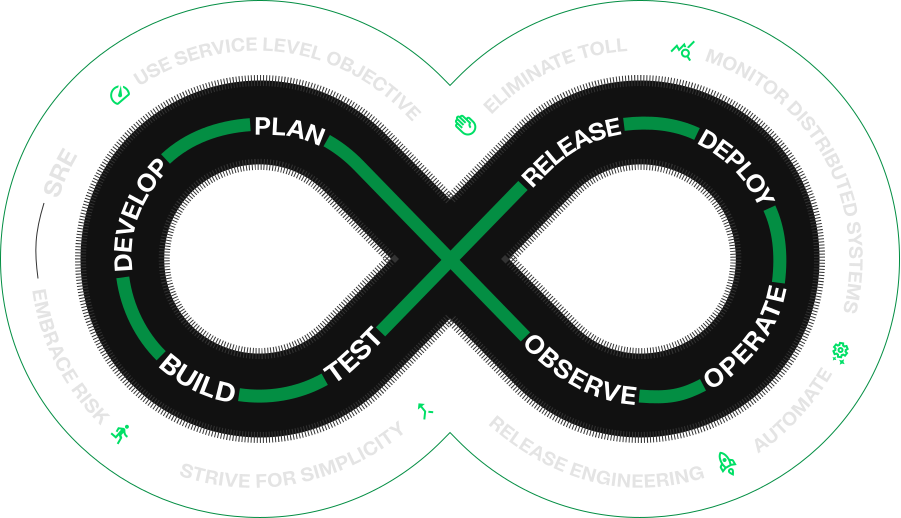 SRE
USE SERVICE LEVEL OBJECTIVE
ELIMINATE TOLL
MONITOR DISTRIBUTED SYSTEMS
AUTOMATE
RELEASE ENGINEERING
STRIVE FOR SIMPLICITY
EMBRACE RISK
PLAN
DEVELOP
BUILD
TEST
RELEASE
DEPLOY
OPERATE
OBSERVE